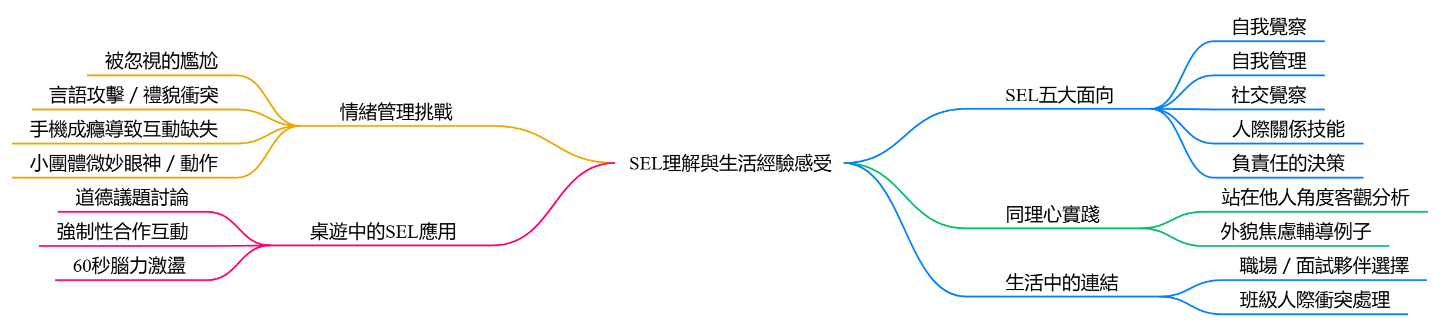 SEL理解與生活經驗感受
SEL五大面向
自我覺察
自我管理
社交覺察
人際關係技能
負責任的決策
同理心實踐
站在他人角度客觀分析
外貌焦慮輔導例子
生活中的連結
職場 / 面試夥伴選擇
班級人際衝突處理
情緒管理挑戰
被忽視的尷尬
言語攻擊 / 禮貌衝突
手機成癮導致互動缺失
小團體微妙眼神 / 動作
桌遊中的SEL應用
道德議題討論
強制性合作互動
60秒腦力激盪